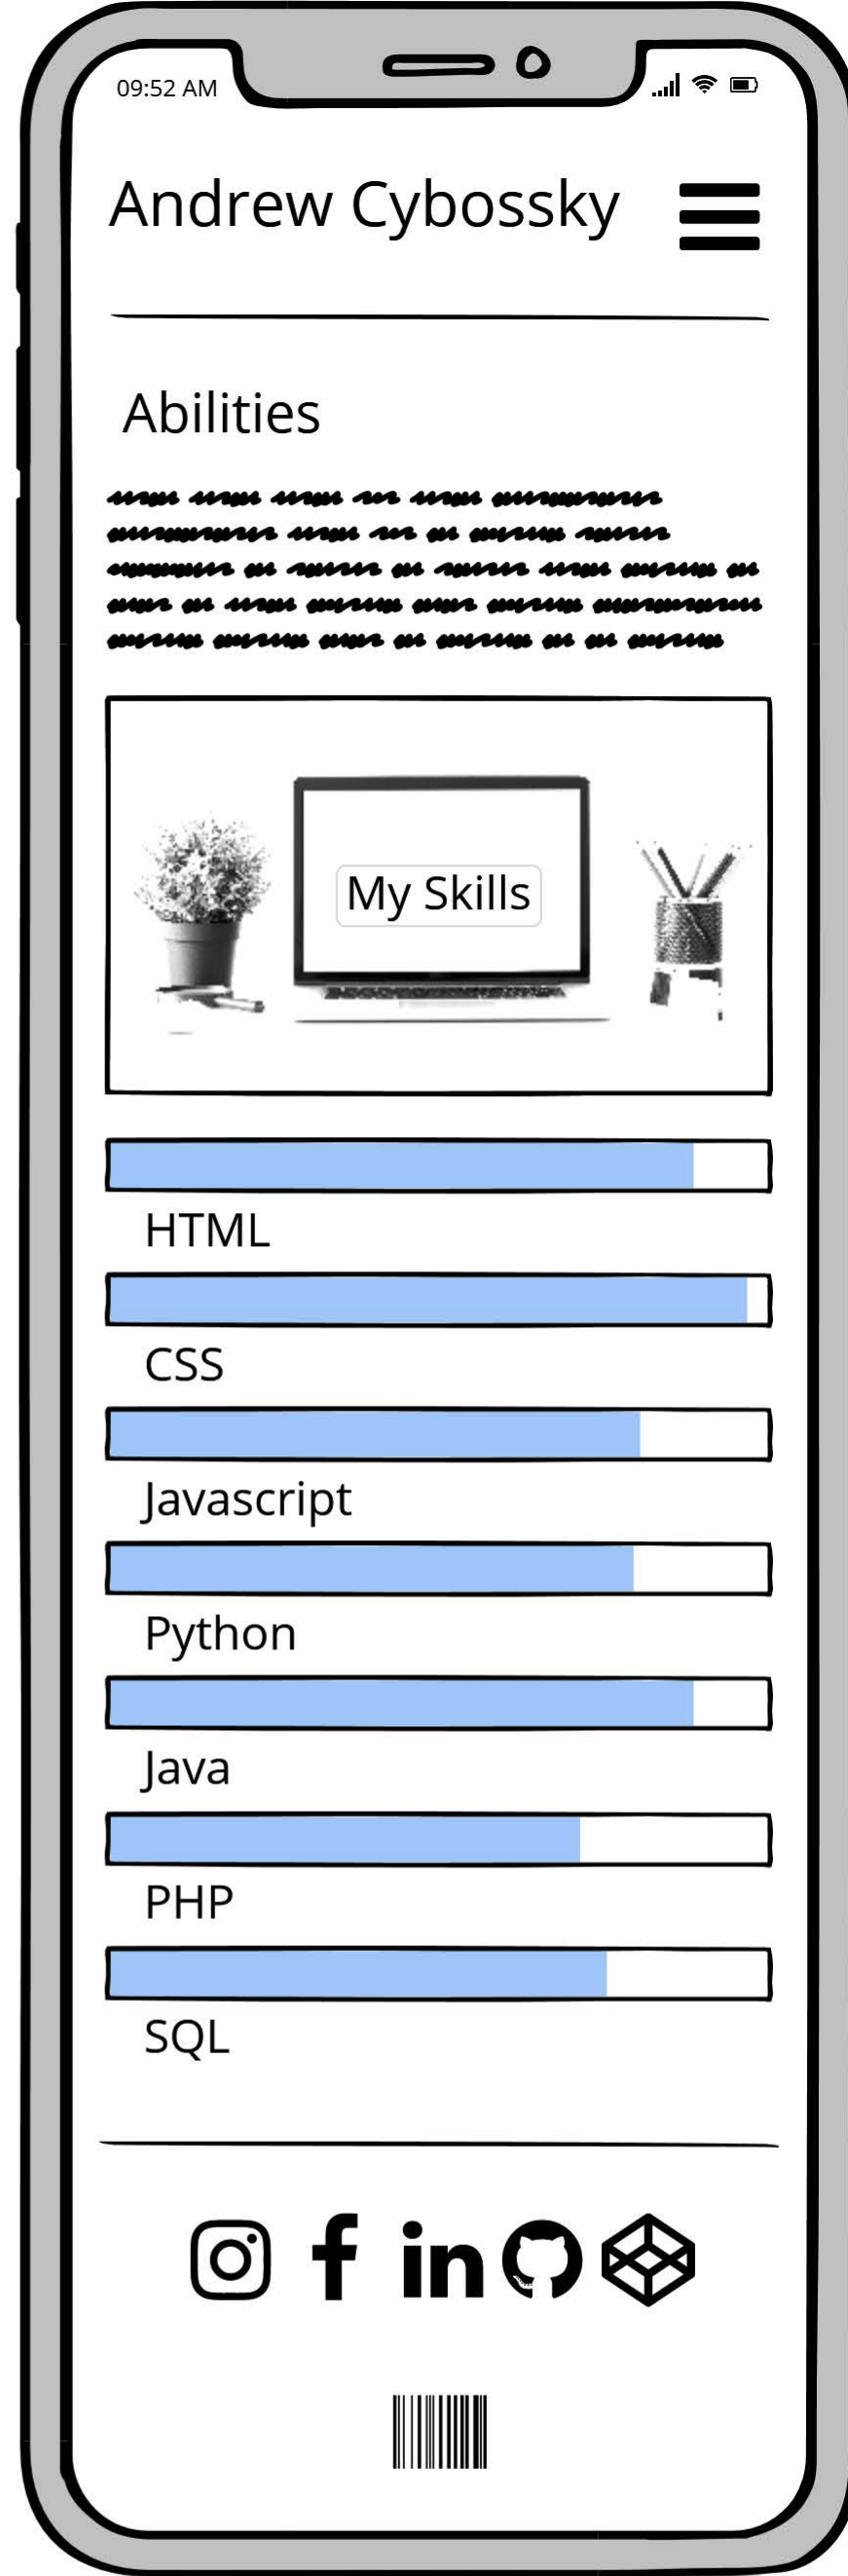 09:52 AM
Andrew Cybossky
Abilities
My Skills
HTML
CSS
Javascript
Python
Java
PHP
SQL